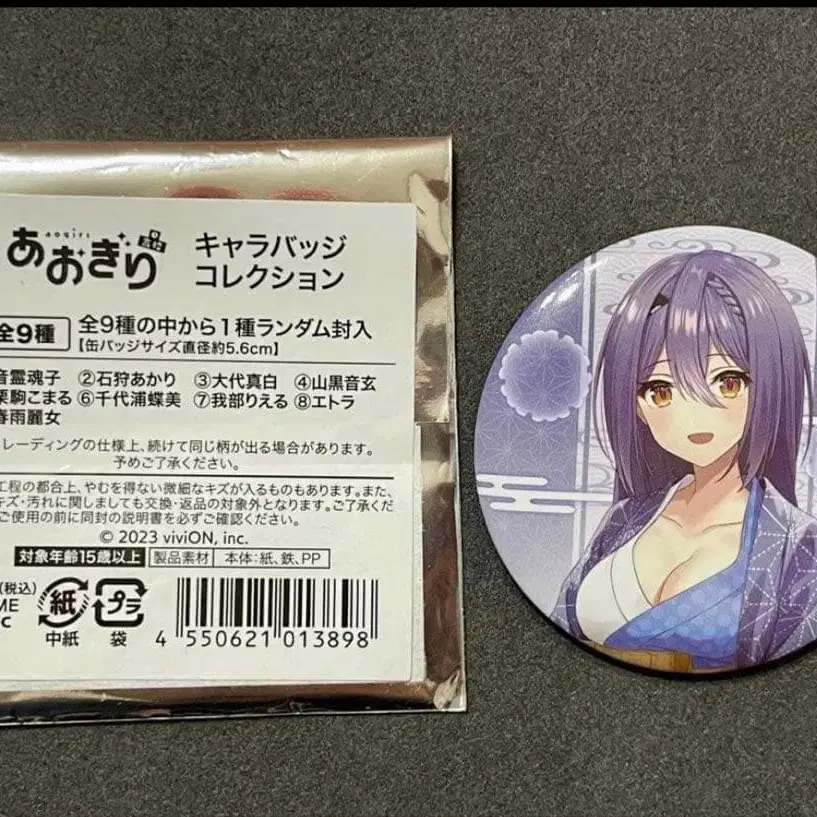 aogiri
あおきり
高校
キャラバッジ
コレクション
全9種
全9種の中から1種ランダム封入
【缶バッジサイズ直径約5.6cm】
音霊魂子 ②石狩あかり ③大代真白 ④山黒音玄
栗駒こまる ⑥千代浦蝶美 ⑦我部りえる ⑧エトラ
春雨麗女
レーディングの仕様上、続けて同じ柄が出る場合があります。
予めご了承ください。
工程の都合上、やむを得ない微細なキズが入るものもあります。また、
キズ・汚れに関しましても交換・返品の対象外となります。ご了承くだ
ご使用の前に同封の説明書を必ずご確認ください。
© 2023 viviON, inc.
対象年齢15歳以上 製品素材 本体:紙、鉄、PP
(税込)
ME
C
紙
プラ
中紙 袋
4 550621 013898